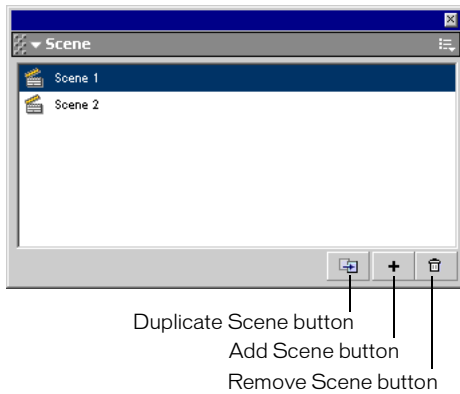 Scene
Scene 1
Scene 2
Duplicate Scene button
Add Scene button
Remove Scene button